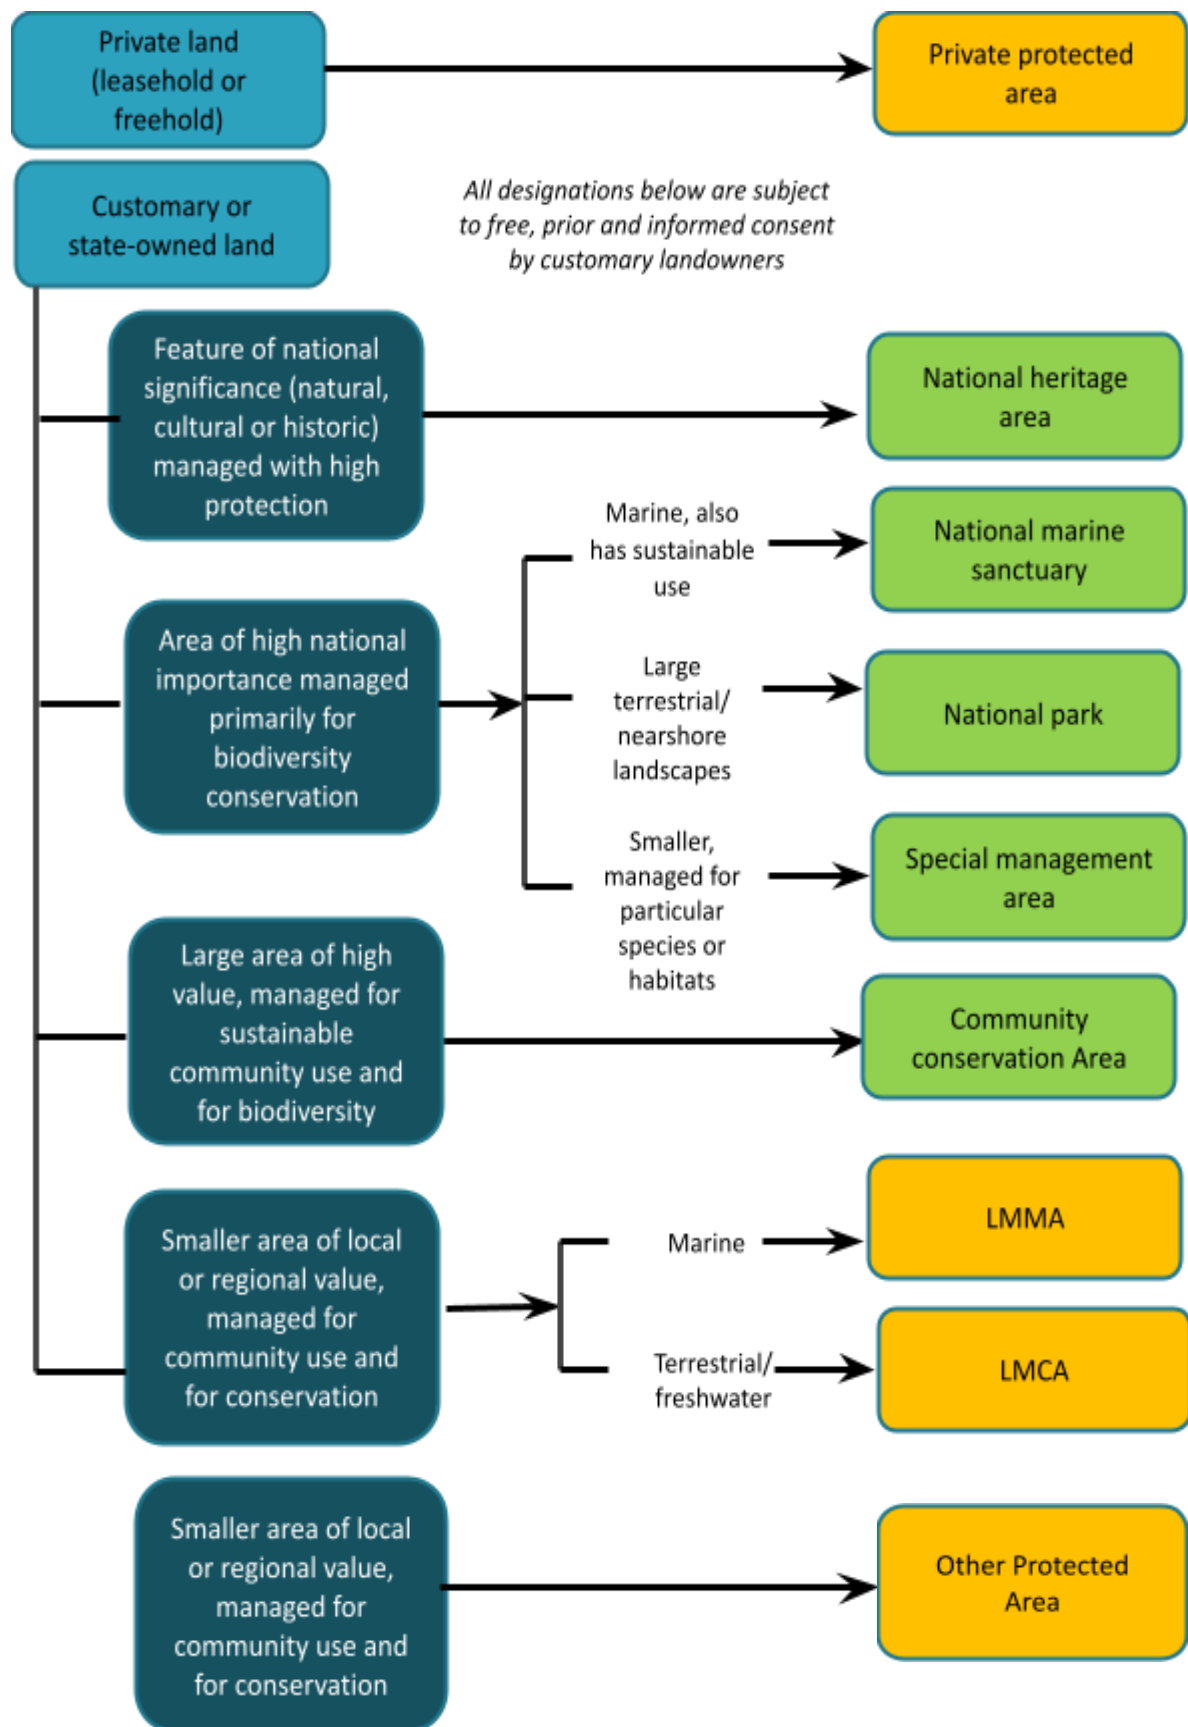 Private land
(leasehold or
freehold)
Private protected
area
Customary or
state-owned land
All designations below are subject
to free, prior and informed consent
by customary landowners
Feature of national
significance (natural,
cultural or historic)
managed with high
protection
National heritage
area
Area of high national
importance managed
primarily for
biodiversity
conservation
Marine, also
has sustainable
use
National marine
sanctuary
Large
terrestrial/
nearshore
landscapes
National park
Smaller,
managed for
particular
species or
habitats
Special management
area
Large area of high
value, managed for
sustainable
community use and
for biodiversity
Community
conservation Area
Smaller area of local
or regional value,
managed for
community use and
for conservation
Marine
LMMA
Terrestrial/
freshwater
LMCA
Smaller area of local
or regional value,
managed for
community use and
for conservation
Other Protected
Area